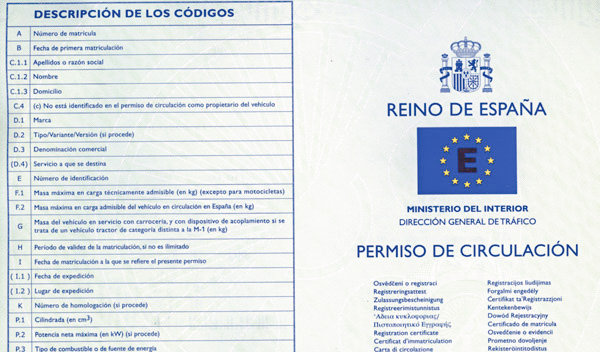 DESCRIPCIÓN DE LOS CÓDIGOS
A Número de matrícula
B Fecha de primera matriculación
C.1.1 Apellidos o razón social
C.1.2 Nombre
C.1.3 Domicilio
C.4 (c) No está identificado en el permiso de circulación como propietario del vehículo
D.1 Marca
D.2 Tipo/Variante/Versión (si procede)
D.3 Denominación comercial
(D.4) Servicio a que se destina
E Número de identificación
F.1 Masa máxima en carga técnicamente admisible (en kg) (excepto para motocicletas)
F.2 Masa máxima en carga admisible del vehículo en circulación en España (en kg)
G Masa del vehículo en servicio con carrocería, y con dispositivo de acoplamiento si se
trata de un vehículo tractor de categoría distinta a la M-1 (en kg)
H Período de validez de la matriculación, si no es ilimitado
I Fecha de matriculación a la que se refiere el presente permiso
( I.1 ) Fecha de expedición
( I.2 ) Lugar de expedición
K Número de homologación (si procede)
P.1 Cilindrada (en cm³)
P.2 Potencia neta máxima (en kW) (si procede)
P.3 Tipo de combustible o de fuente de energía
REINO DE ESPAÑA
E
MINISTERIO DEL INTERIOR
DIRECCIÓN GENERAL DE TRÁFICO
PERMISO DE CIRCULACIÓN
Osvědčení o registraci
Registreringsattest
Zulassungsbescheinigung
Registreerimistunnistus
Άδεια κυκλοφορίας/
Πιστοποιητικό Εγγραφής
Registration certificate
Certificat d'immatriculation
Carta di circolazione
Registracijos liudijimas
Forgalmi engedély
Ċertifikat ta' Reġistrazzjoni
Kentekenbewijs
Dowód Rejestracyjny
Certificado de matrícula
Osvedčenie o evidencii
Prometno dovoljenje
Rekisteröintitodistus